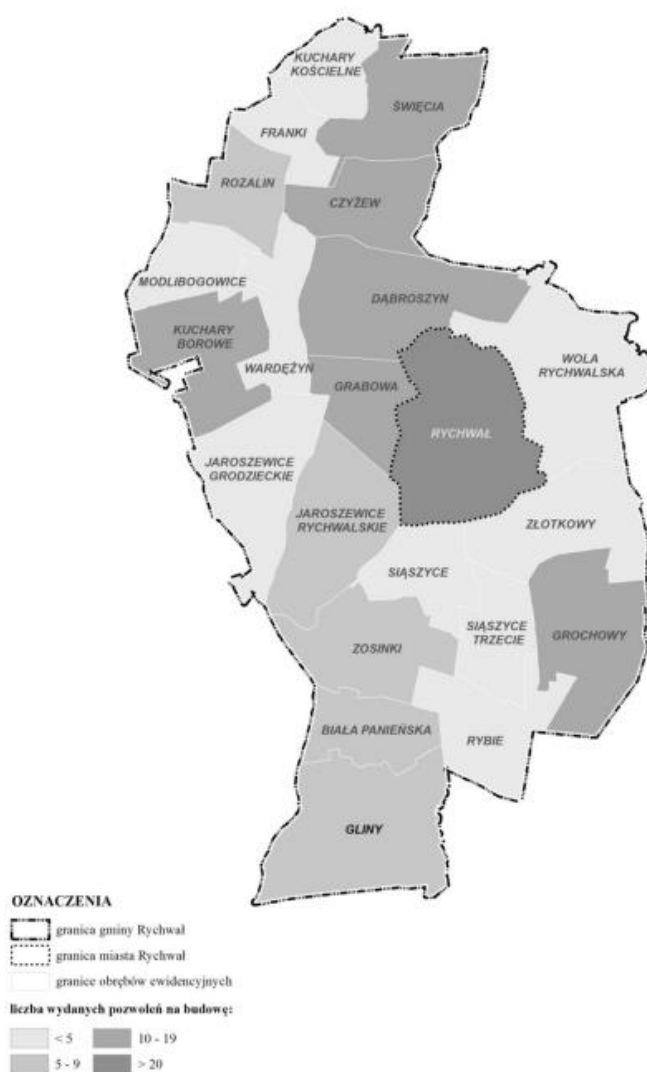 KUCHARY
KOŚCIELNE
ŚWIĘCIA
FRANKI
ROZALIN
CZYŻEW
MODLIBOGOWICE
DĄBROSZYN
KUCHARY
BOROWE
WARDĘŻYN
WOLA
RYCHWALSKA
GRABOWA
RYCHWAŁ
JAROSZEWICE
GRODZIECKIE
JAROSZEWICE
RYCHWALSKIE
ZŁOTKOWY
SIĄSZYCE
SIĄSZYCE
TRZECIE
GROCHOWY
ZOSINKI
BIAŁA PANIEŃSKA
RYBIE
GLINY
OZNACZENIA
granica gminy Rychwał
granica miasta Rychwał
granice obrębów ewidencyjnych
liczba wydanych pozwoleń na budowę:
< 5
10 - 19
5 - 9
> 20